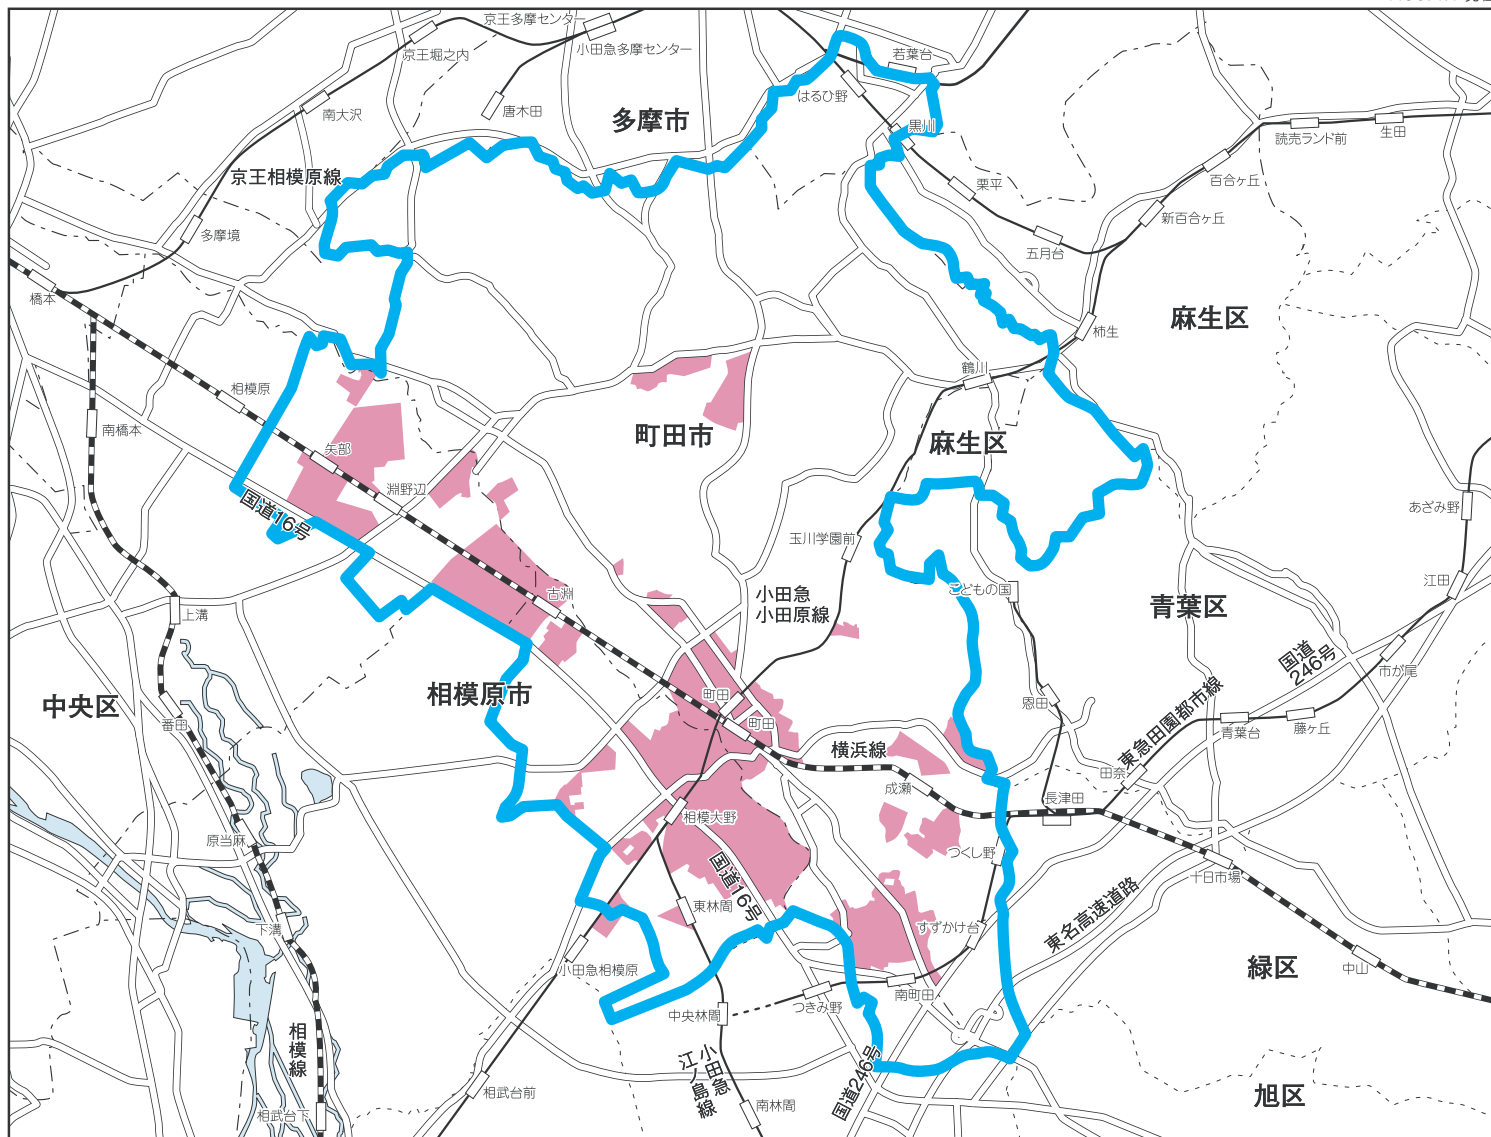 京王多摩センター
小田急多摩センター
京王堀之内
若葉台
はるひ野
南大沢
唐木田
多摩市
黒川
読売ランド前
生田
京王相模原線
栗平
百合ヶ丘
新百合ヶ丘
多摩境
五月台
橋本
麻生区
柿生
鶴川
相模原
南橋本
町田市
麻生区
矢部
淵野辺
国道16号
あざみ野
玉川学園前
古淵
小田急
小田原線
こどもの国
江田
青葉区
上溝
国道
246号
市が尾
中央区
相模原市
町田
町田
恩田
東急田園都市線
番田
青葉台
藤ヶ丘
横浜線
田奈
成瀬
長津田
相模大野
原当麻
つくし野
国道16号
十日市場
東名高速道路
東林間
下溝
すずかけ台
小田急相模原
緑区
中山
南町田
つきみ野
中央林間
相模線
小田急
江ノ島線
国道246号
相武台前
南林間
旭区
相武台下